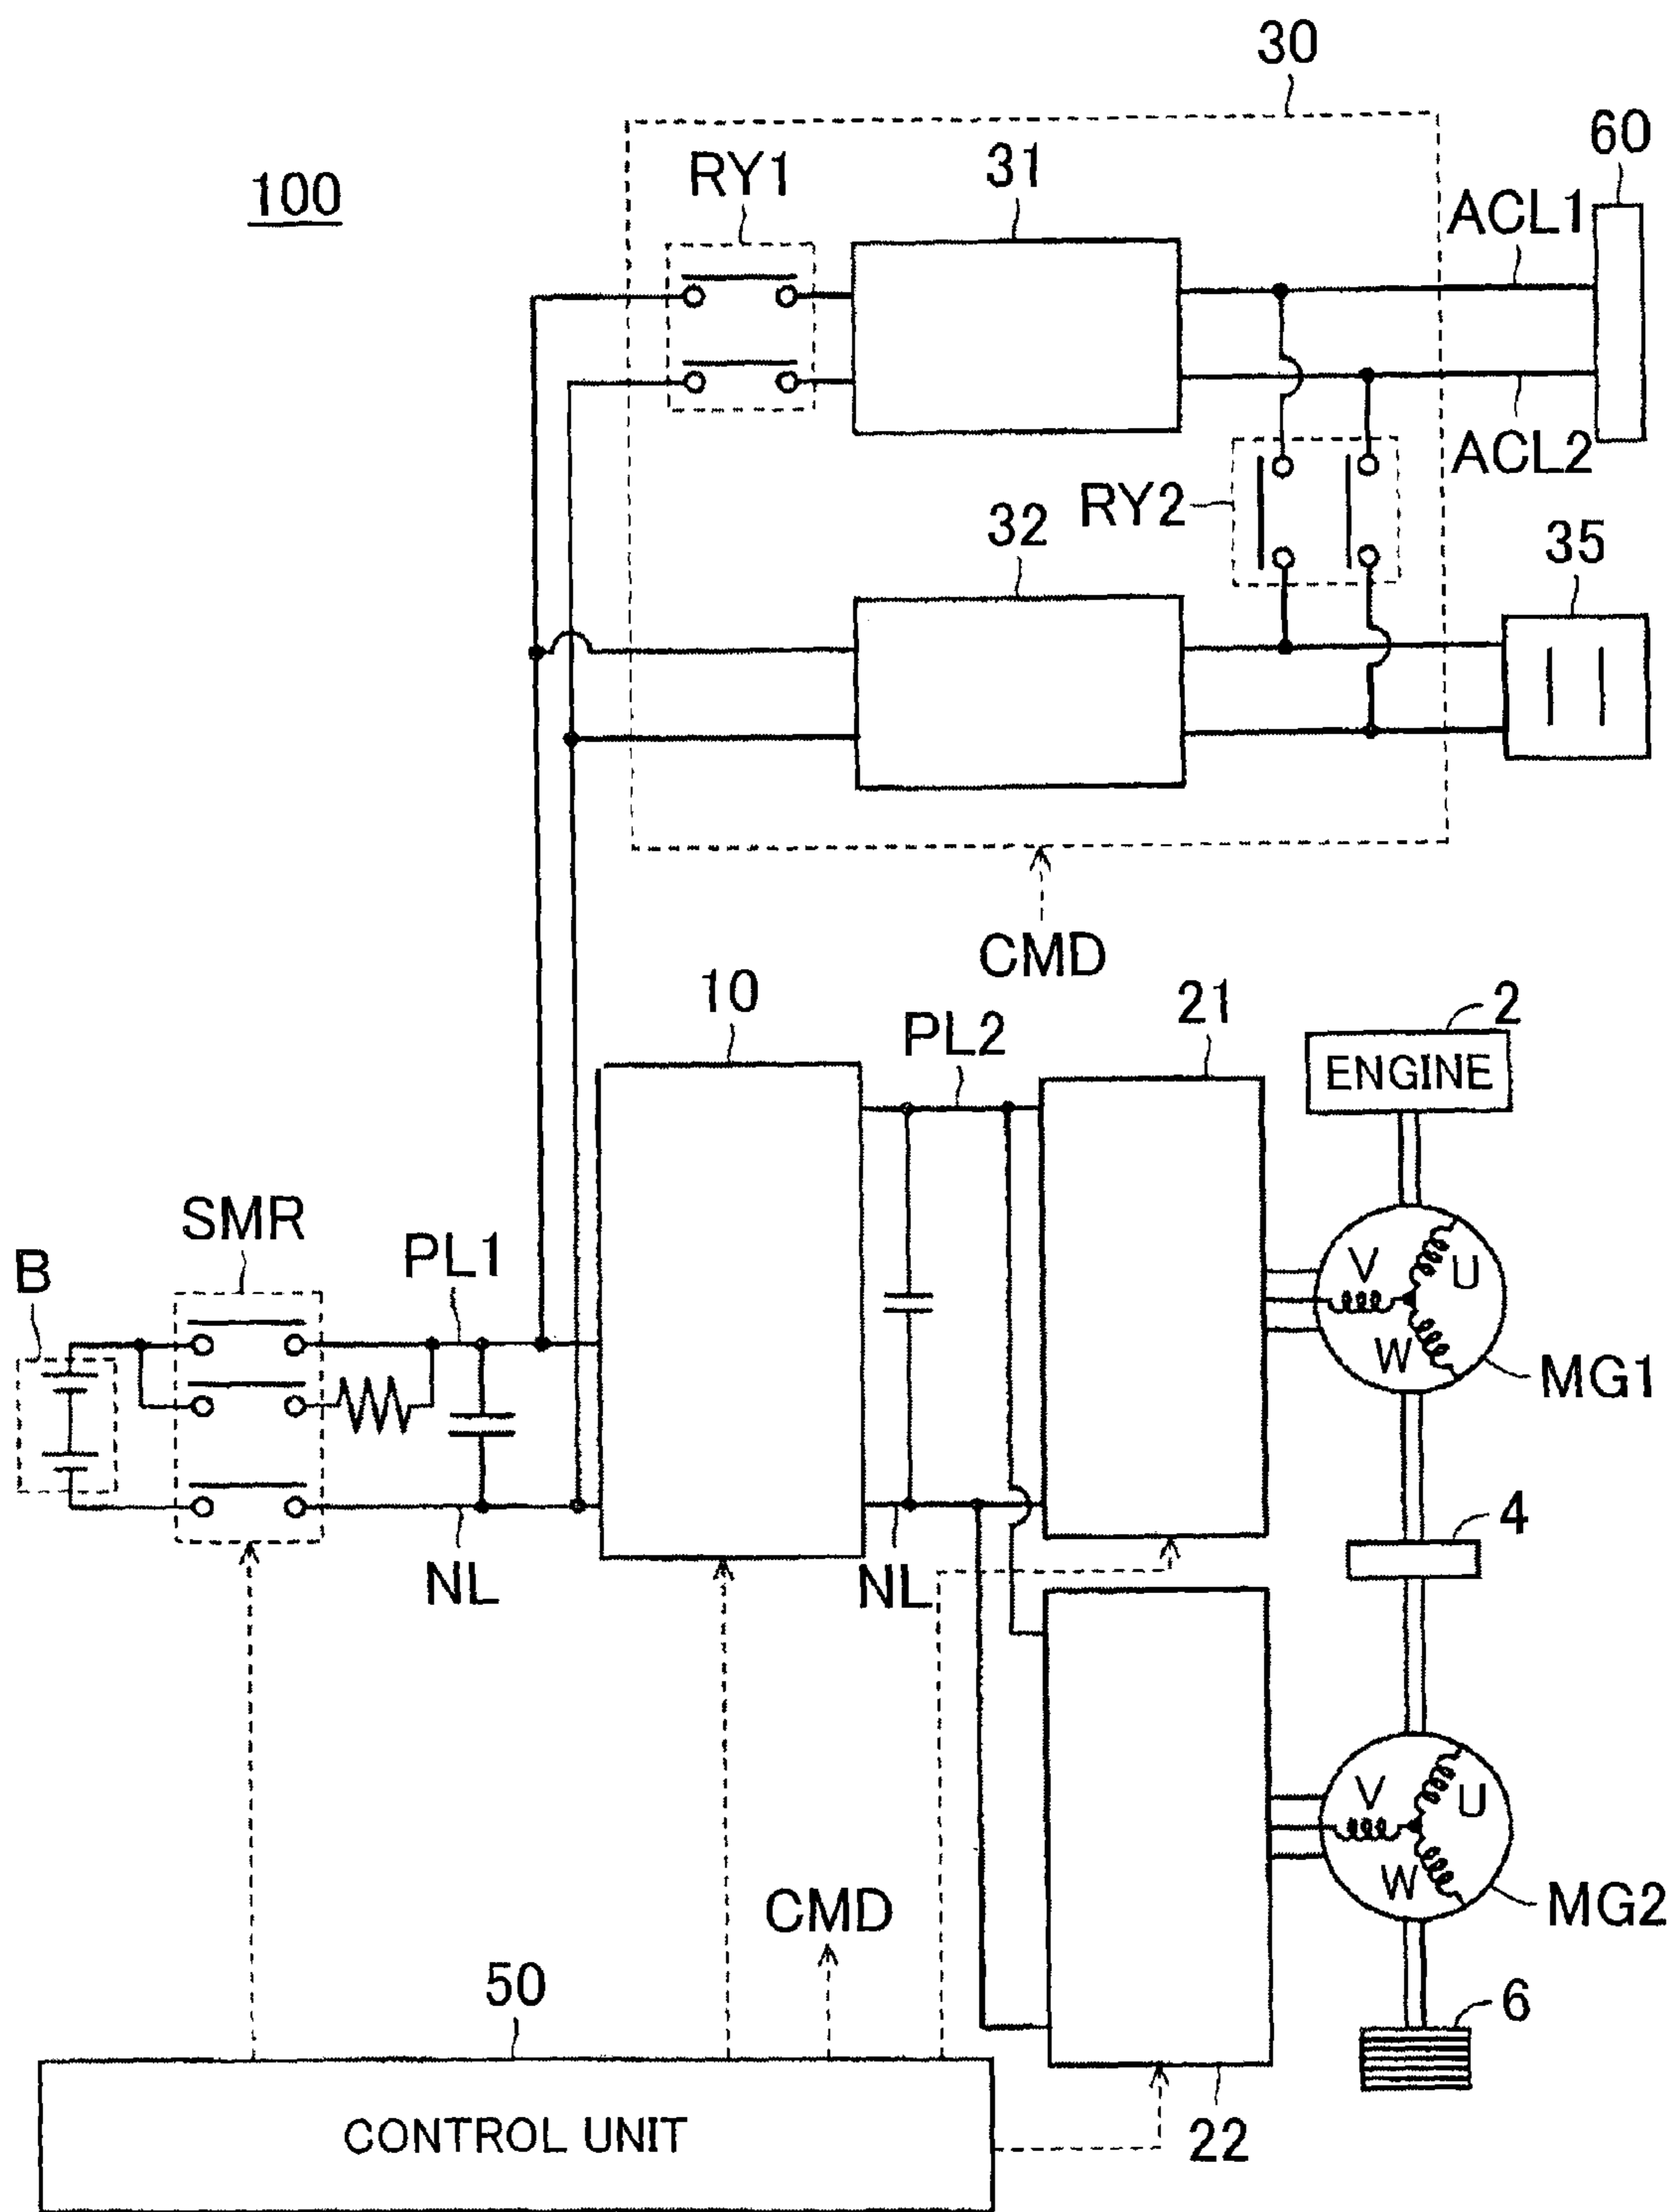 30
60
100
RY1
31
ACL1
ACL2
RY2
32
35
CMD
10
PL2
21
2
ENGINE
SMR
B
PL1
V
U
W
MG1
4
NL
NL
V
U
W
MG2
CMD
50
6
CONTROL UNIT
22